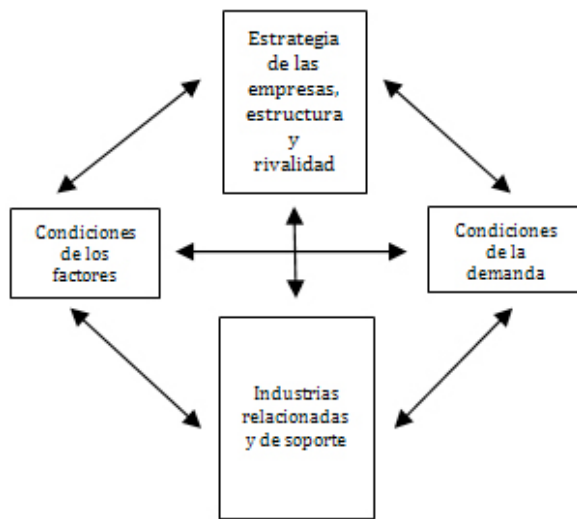 Estrategia
de las
empresas,
estructura
y
rivalidad
Condiciones
de los
factores
Condiciones
de la
demanda
Industrias
relacionadas
y de soporte